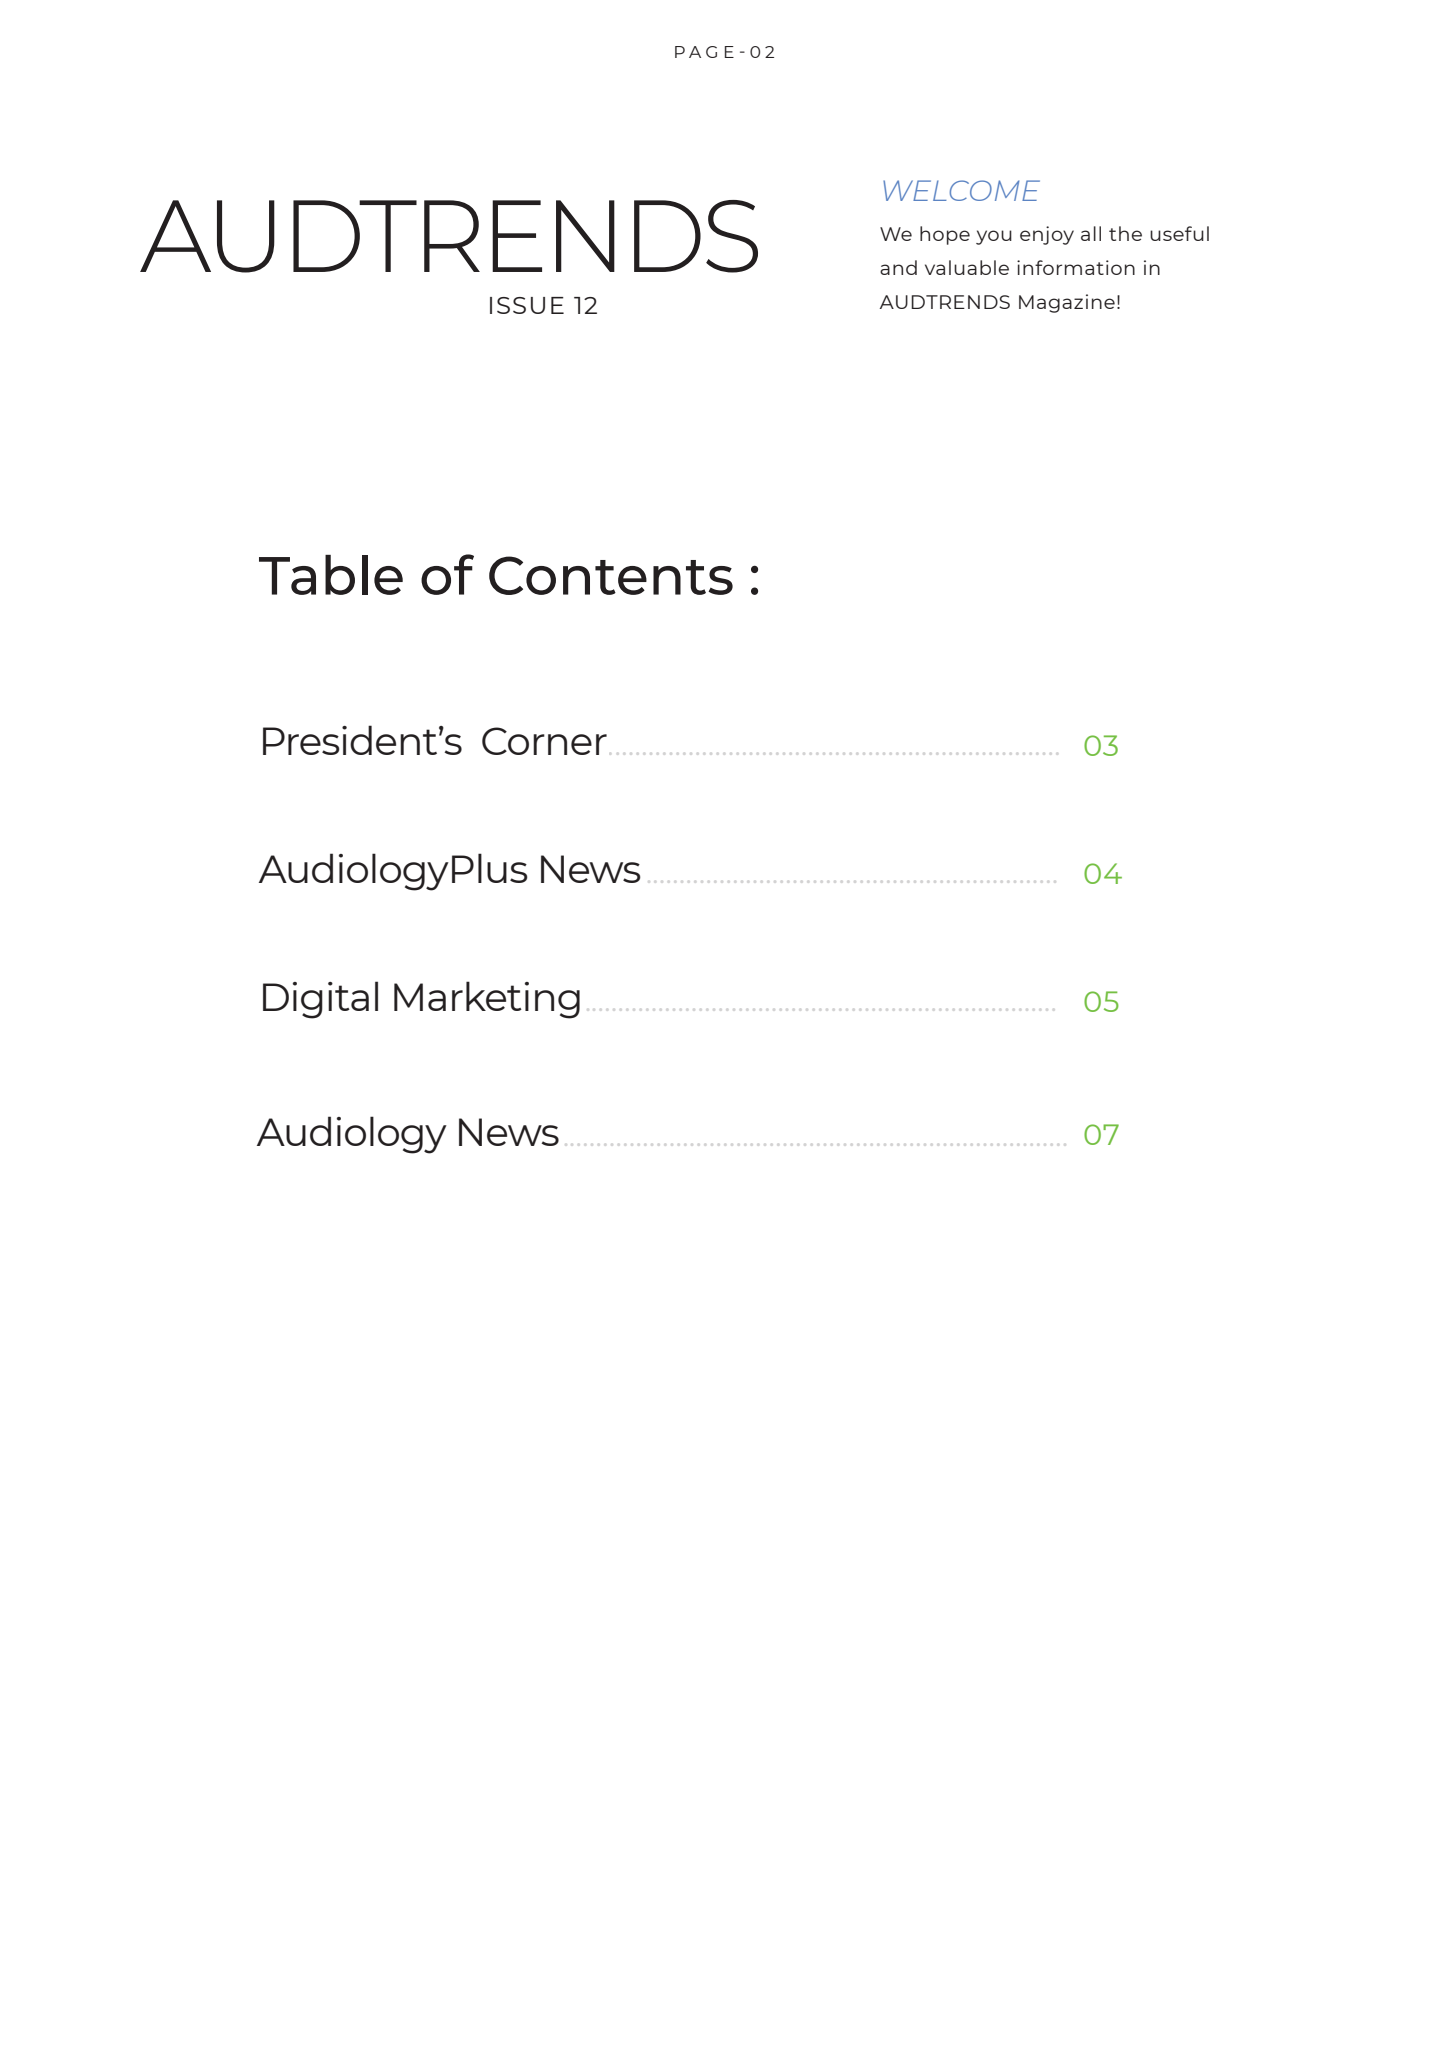 PAGE-02
AUDTRENDS
ISSUE 12
WELCOME
We hope you enjoy all the useful
and valuable information in
AUDTRENDS Magazine!
Table of Contents :
President’s  Corner 03
AudiologyPlus News 04
Digital Marketing 05
Audiology News 07